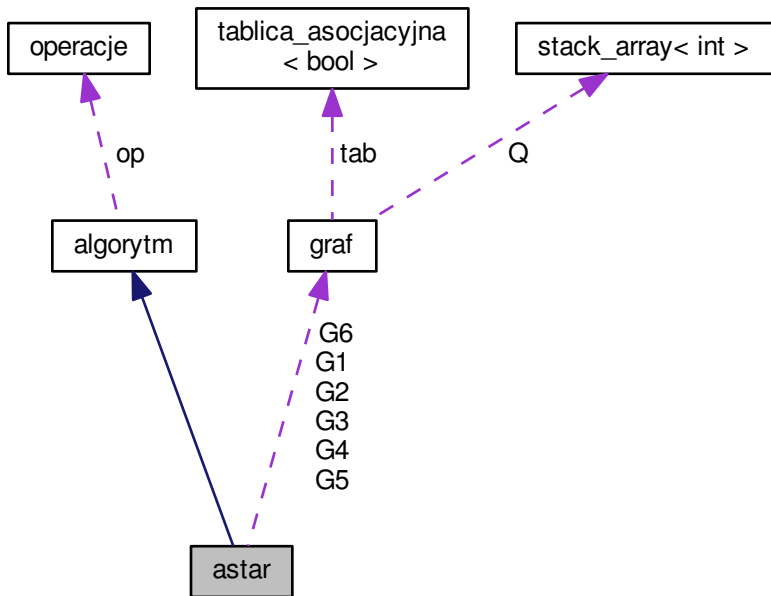 operacje
tablica_asocjacyjna
< bool >
stack_array< int >
op
tab
Q
algorytm
graf
G6
G1
G2
G3
G4
G5
astar